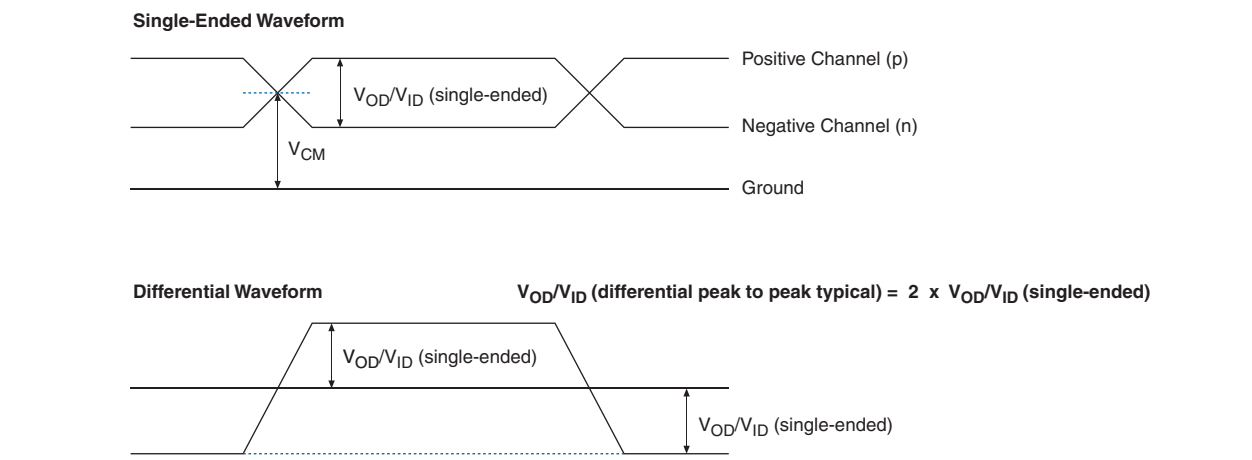 Single-Ended Waveform
Positive Channel (p)
VOD/VID (single-ended)
Negative Channel (n)
VCM
Ground
Differential Waveform
VOD/VID (differential peak to peak typical) = 2 x VOD/VID (single-ended)
VOD/VID (single-ended)
VOD/VID (single-ended)